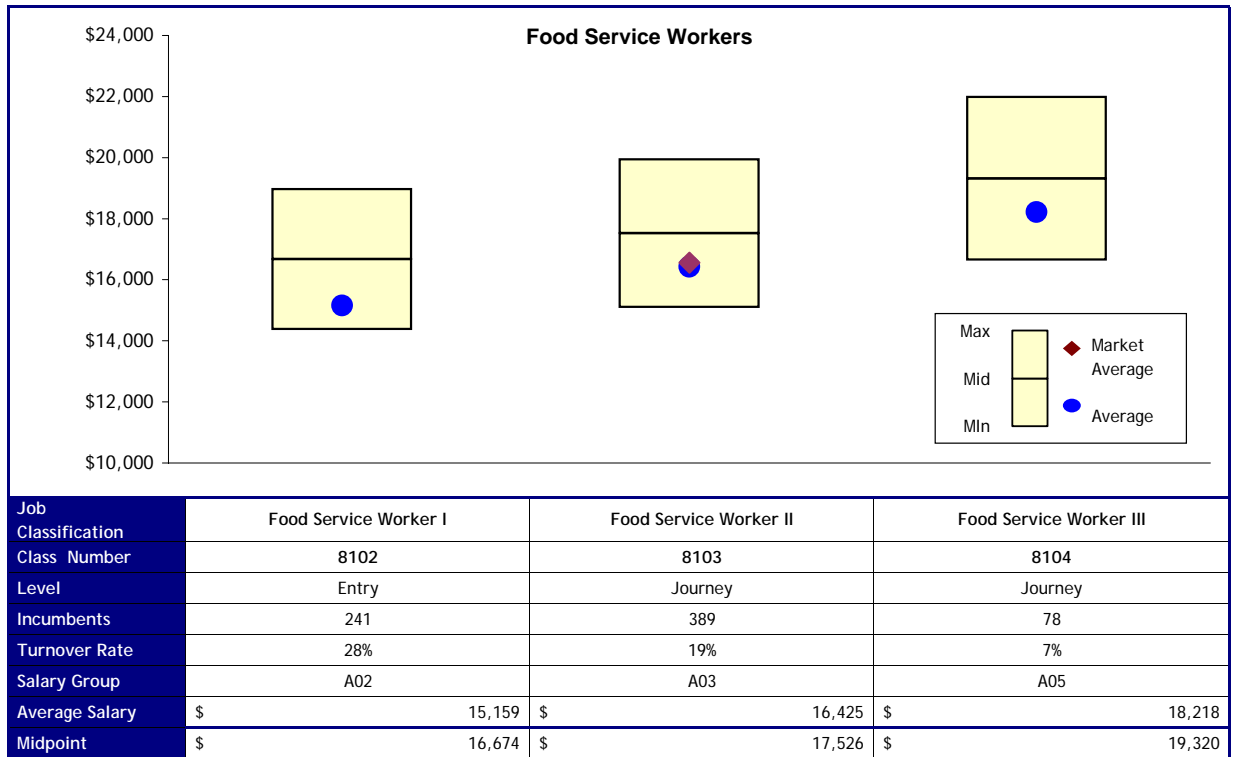 Food Service Workers
$24,000
$22,000
$20,000
$18,000
$16,000
$14,000
$12,000
$10,000
Max
Mid
MIn
Market
Average
Average
Job
Classification Food Service Worker I Food Service Worker II Food Service Worker III
Class Number 8102 8103 8104
Level Entry Journey Journey
Incumbents 241 389 78
Turnover Rate 28% 19% 7%
Salary Group A02 A03 A05
Average Salary $ 15,159 $ 16,425 $ 18,218
Midpoint $ 16,674 $ 17,526 $ 19,320